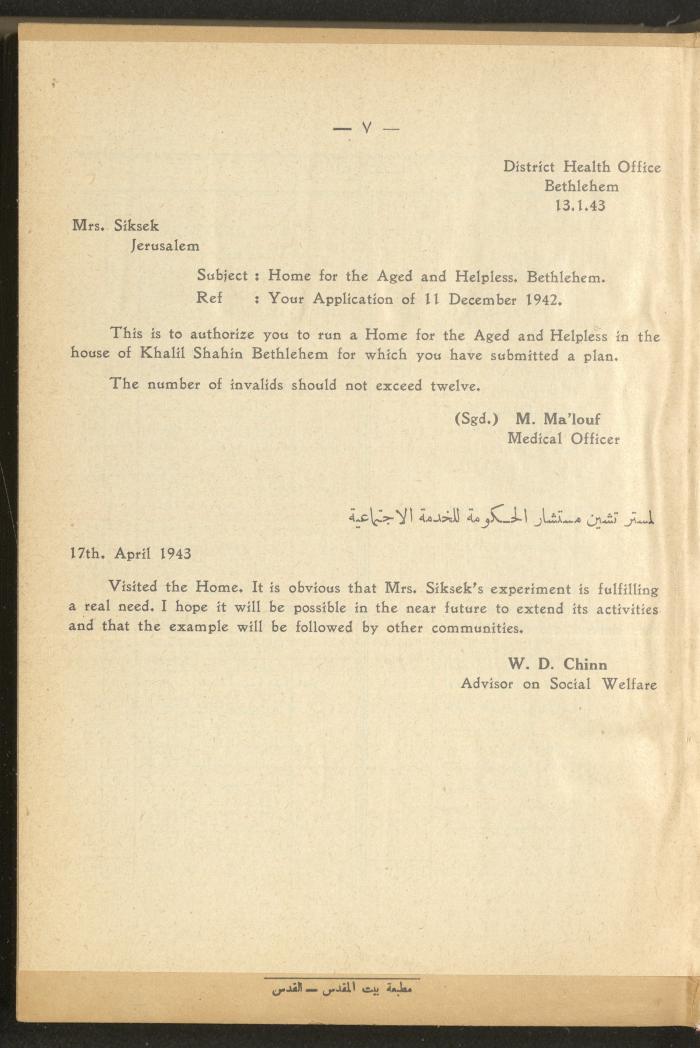 — ٧ —
District Health Office
Bethlehem
13.1.43
Mrs. Siksek
Jerusalem
Subject : Home for the Aged and Helpless. Bethlehem.
Ref : Your Application of 11 December 1942.
This is to authorize you to run a Home for the Aged and Helpless in the
house of Khalil Shahin Bethlehem for which you have submitted a plan.
The number of invalids should not exceed twelve.
(Sgd.) M. Ma'louf
Medical Officer
لمستر تشين مستشار الحكومة للخدمة الاجتماعية
17th. April 1943
Visited the Home. It is obvious that Mrs. Siksek's experiment is fulfilling
a real need. I hope it will be possible in the near future to extend its activities
and that the example will be followed by other communities.
W. D. Chinn
Advisor on Social Welfare
مطبعة بيت المقدس — القدس